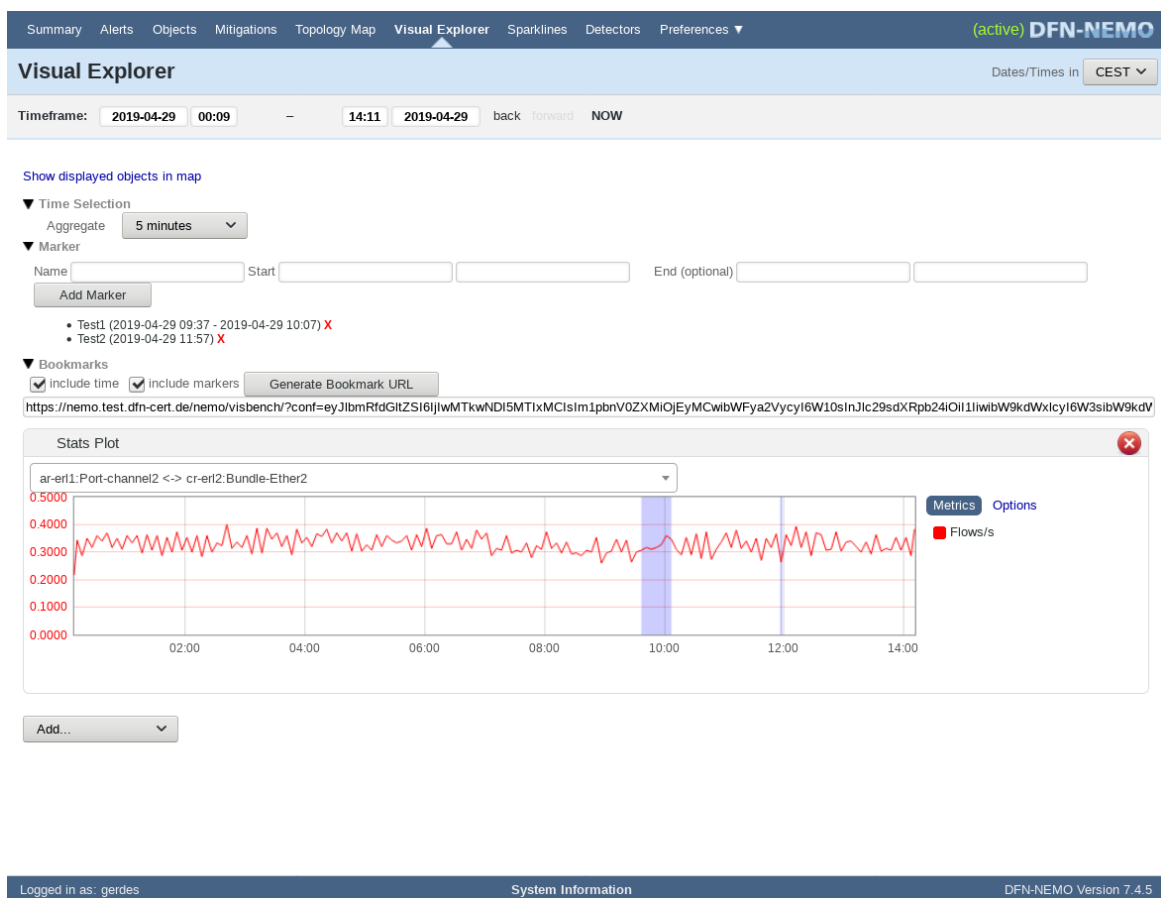 Summary Alerts Objects Mitigations Topology Map Visual Explorer Sparklines Detectors Preferences ▼ (active) DFN-NEMO
Visual Explorer Dates/Times in CEST
Timeframe: 2019-04-29 00:09 – 14:11 2019-04-29 back forward NOW
Show displayed objects in map
▼ Time Selection
Aggregate 5 minutes
▼ Marker
Name Start End (optional)
Add Marker
• Test1 (2019-04-29 09:37 - 2019-04-29 10:07) X
• Test2 (2019-04-29 11:57) X
▼ Bookmarks
include time include markers Generate Bookmark URL
https://nemo.test.dfn-cert.de/nemo/visbench/?conf=eyJlbmRfdGltZSI6IjIwMTkwNDI5MTIxMCIsIm1pbnV0ZXMiOjEyMCwibWFya2VycyI6W10sInJlc29sdXRpb24iOiI1IiwibW9kdWxlcyI6W3sibW9kdW
Stats Plot
ar-erl1:Port-channel2 <-> cr-erl2:Bundle-Ether2
0.5000
Metrics Options
0.4000
Flows/s
0.3000
0.2000
0.1000
0.0000
02:00 04:00 06:00 08:00 10:00 12:00 14:00
Add...
Logged in as: gerdes System Information DFN-NEMO Version 7.4.5